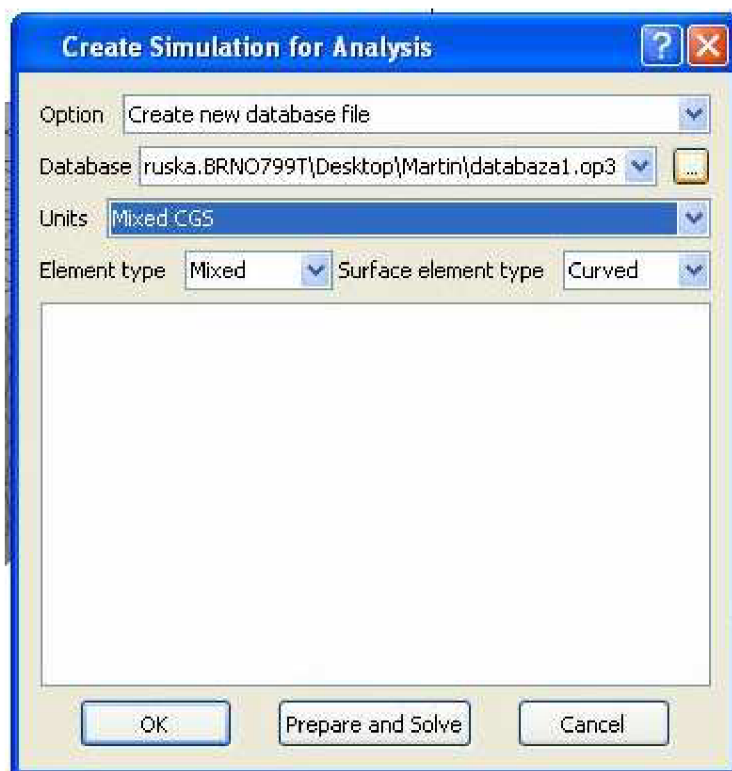 Create Simulation for Analysis
Option Create new database file
Database ruska.BRNO799T\Desktop\Martin\databaza1.op3 ...
Units Mixed CGS
Element type Mixed Surface element type Curved
OK Prepare and Solve Cancel